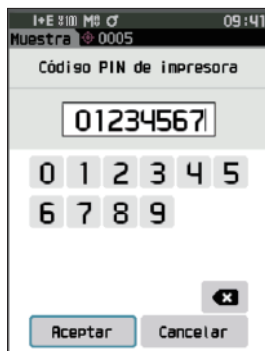 I+E M 09:41
Muestra 0005
Código PIN de impresora
01234567
0 1 2 3 4 5
6 7 8 9
Aceptar Cancelar